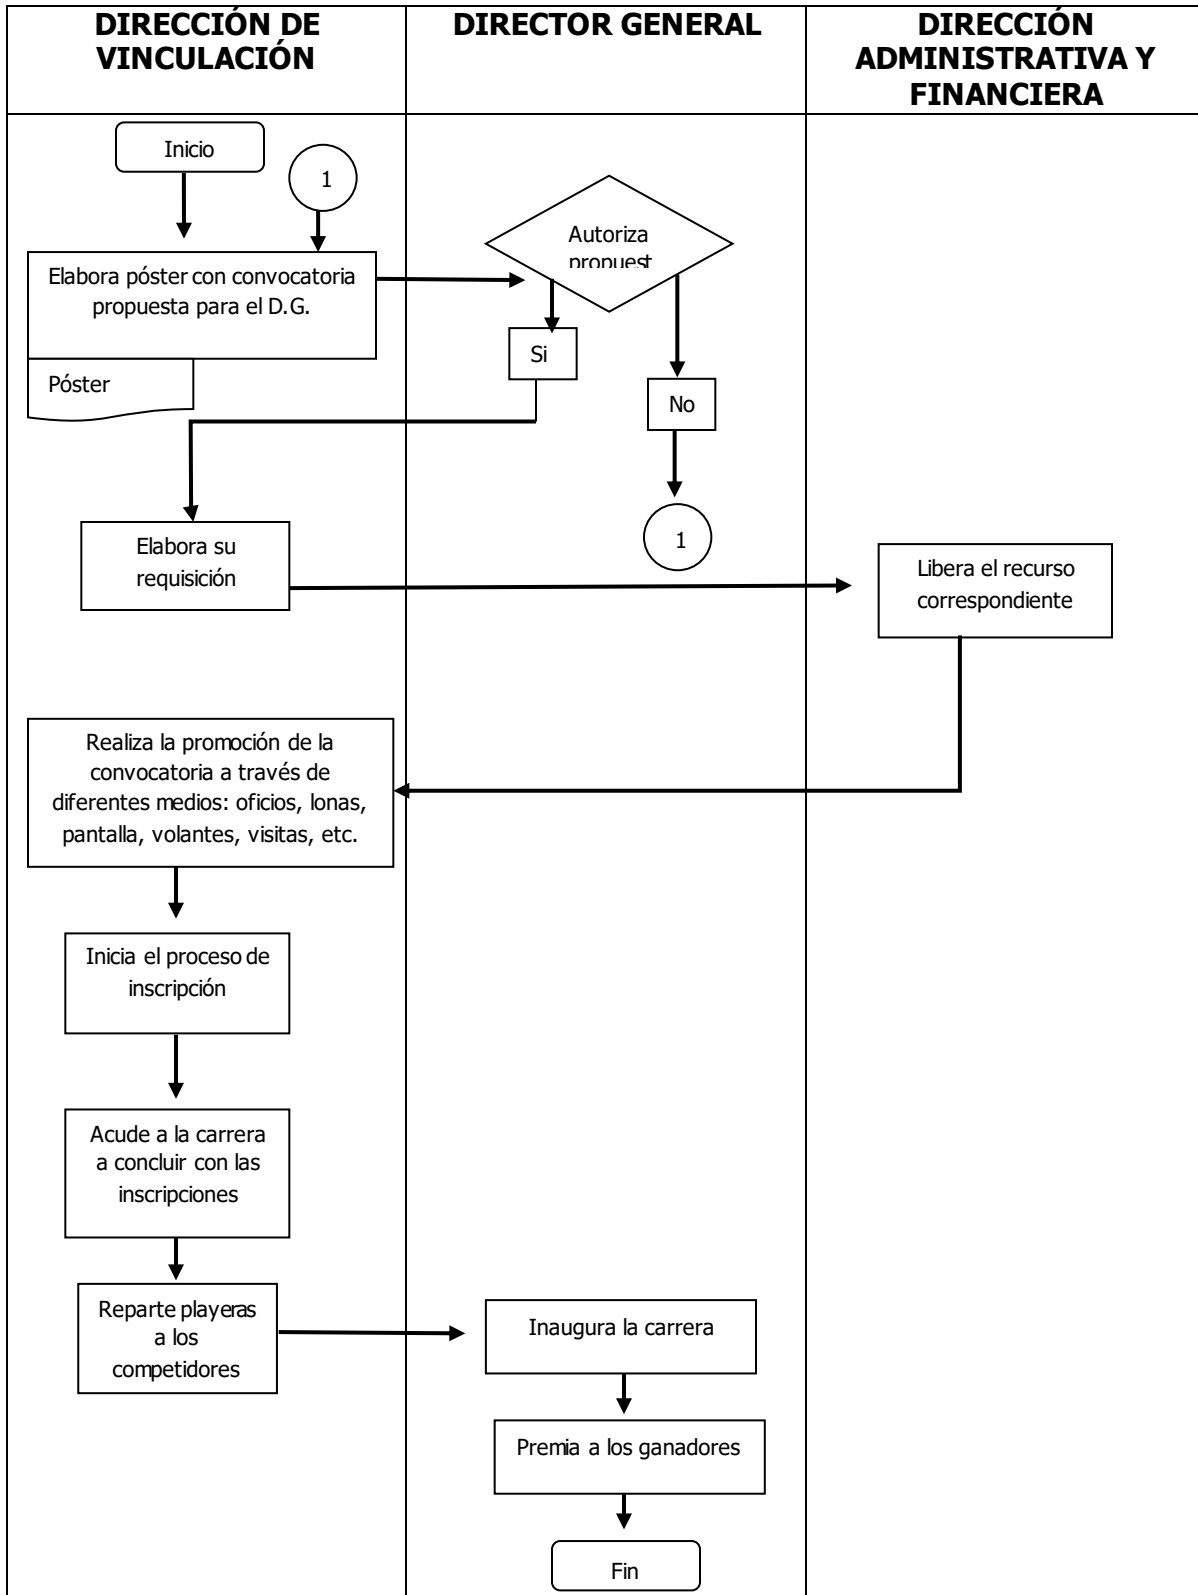 DIRECCIÓN DE
VINCULACIÓN
DIRECTOR GENERAL
DIRECCIÓN
ADMINISTRATIVA Y
FINANCIERA
Inicio
1
Elabora póster con convocatoria
propuesta para el D.G.
Póster
Autoriza
propuest
Si
No
1
Elabora su
requisición
Libera el recurso
correspondiente
Realiza la promoción de la
convocatoria a través de
diferentes medios: oficios, lonas,
pantalla, volantes, visitas, etc.
Inicia el proceso de
inscripción
Acude a la carrera
a concluir con las
inscripciones
Reparte playeras
a los
competidores
Inaugura la carrera
Premia a los ganadores
Fin